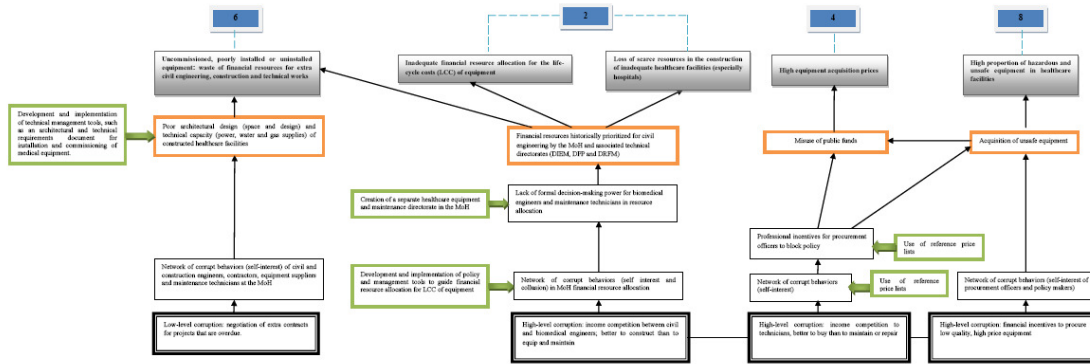 6
2
4
8
Uncommissioned, poorly installed or uninstalled
equipment: waste of financial resources for extra
civil engineering, construction and technical works
Inadequate financial resource allocation for the life-
cycle costs (LCC) of equipment
Loss of scarce resources in the construction
of inadequate healthcare facilities (especially
hospitals)
High equipment acquisition prices
High proportion of hazardous and
unsafe equipment in healthcare
facilities
Development and implementation
of technical management tools, such
as an architectural and technical
requirements document for
installation and commissioning of
medical equipment.
Poor architectural design (space and design) and
technical capacity (power, water and gas supplies) of
constructed healthcare facilities
Financial resources historically prioritized for civil
engineering by the MoH and associated technical
directorates (DIEM, DPP and DRFM)
Misuse of public funds
Acquisition of unsafe equipment
Creation of a separate healthcare equipment
and maintenance directorate in the MoH
Lack of formal decision-making power for biomedical
engineers and maintenance technicians in resource
allocation
Professional incentives for procurement
officers to block policy
Use of reference price
lists
Network of corrupt behaviors (self-interest) of civil and
construction engineers, contractors, equipment suppliers
and maintenance technicians at the MoH
Development and implementation of policy
and management tools to guide financial
resource allocation for LCC of equipment
Network of corrupt behaviors (self interest and
collusion) in MoH financial resource allocation
Network of corrupt behaviors
(self-interest)
Use of reference
price lists
Network of corrupt behaviors (self-interest of
procurement officers and policy makers)
Low-level corruption: negotiation of extra contracts
for projects that are overdue.
High-level corruption: income competition between civil
and biomedical engineers; better to construct than to
equip and maintain
High-level corruption: income competition to
technicians, better to buy than to maintain or repair
High-level corruption: financial incentives to procure
low quality, high price equipment